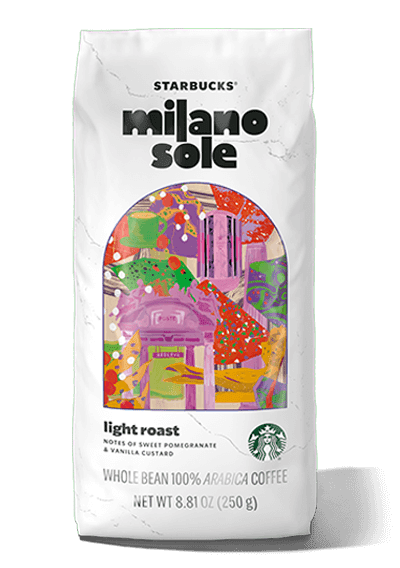 STARBUCKS®
milano
sole
POSTE
light roast
NOTES OF SWEET POMEGRANATE
& VANILLA CUSTARD
WHOLE BEAN 100% ARABICA COFFEE
NET WT 8.81 OZ (250 g)